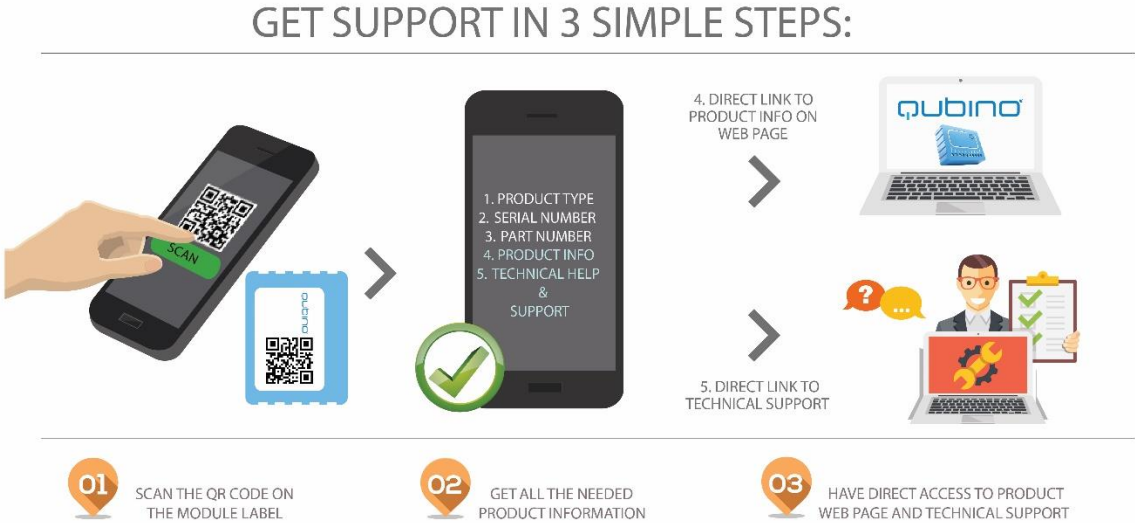 GET SUPPORT IN 3 SIMPLE STEPS:
SCAN
qubino
1. PRODUCT TYPE
2. SERIAL NUMBER
3. PART NUMBER
4. PRODUCT INFO
5. TECHNICAL HELP
&
SUPPORT
4. DIRECT LINK TO
PRODUCT INFO ON
WEB PAGE
qubino
?
...
5. DIRECT LINK TO
TECHNICAL SUPPORT
01
SCAN THE QR CODE ON
THE MODULE LABEL
02
GET ALL THE NEEDED
PRODUCT INFORMATION
03
HAVE DIRECT ACCESS TO PRODUCT
WEB PAGE AND TECHNICAL SUPPORT